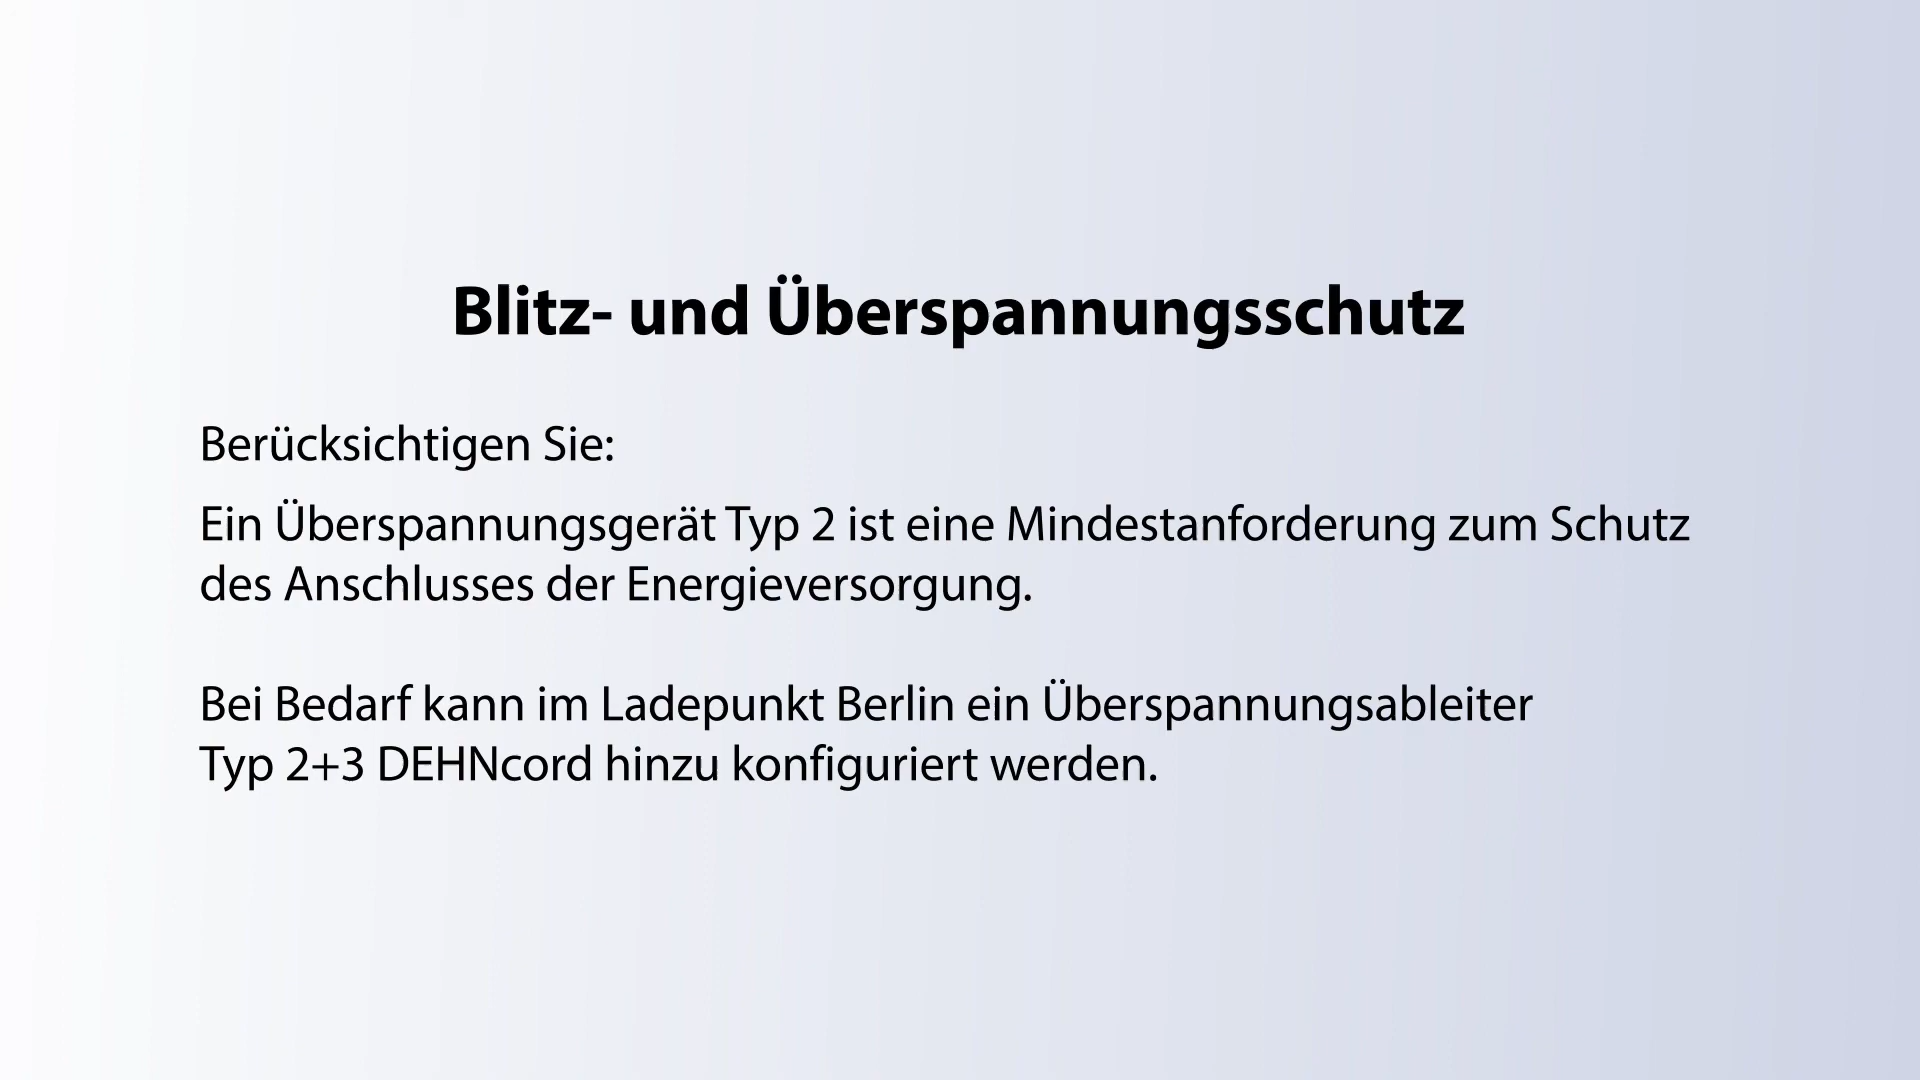 Blitz- und Überspannungsschutz
Berücksichtigen Sie:
Ein Überspannungsgerät Typ 2 ist eine Mindestanforderung zum Schutz
des Anschlusses der Energieversorgung.
Bei Bedarf kann im Ladepunkt Berlin ein Überspannungsableiter
Typ 2+3 DEHNcord hinzu konfiguriert werden.